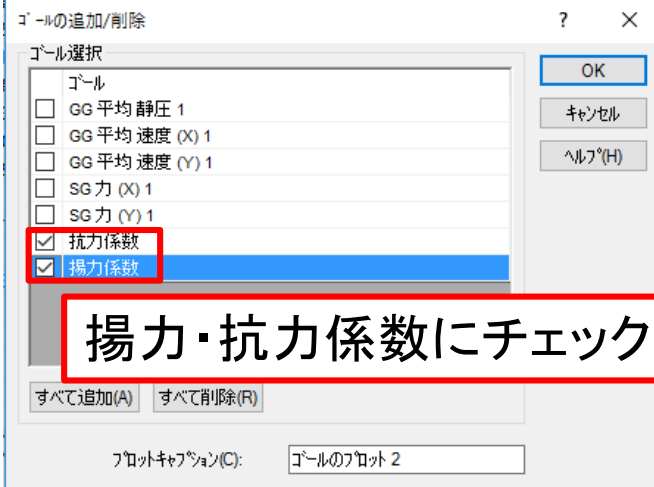 ｺﾞｰﾙの追加/削除 ? ×
ｺﾞｰﾙ選択
OK
ｺﾞｰﾙ
キャンセル
GG 平均 静圧 1
GG 平均 速度 (X) 1
ﾍﾙﾌﾟ(H)
GG 平均 速度 (Y) 1
SG 力 (X) 1
SG 力 (Y) 1
抗力係数
揚力係数
揚力・抗力係数にチェック
すべて追加(A) すべて削除(R)
ﾌﾟﾛｯﾄｷｬﾌﾟｼｮﾝ(C): ｺﾞｰﾙのﾌﾟﾛｯﾄ 2